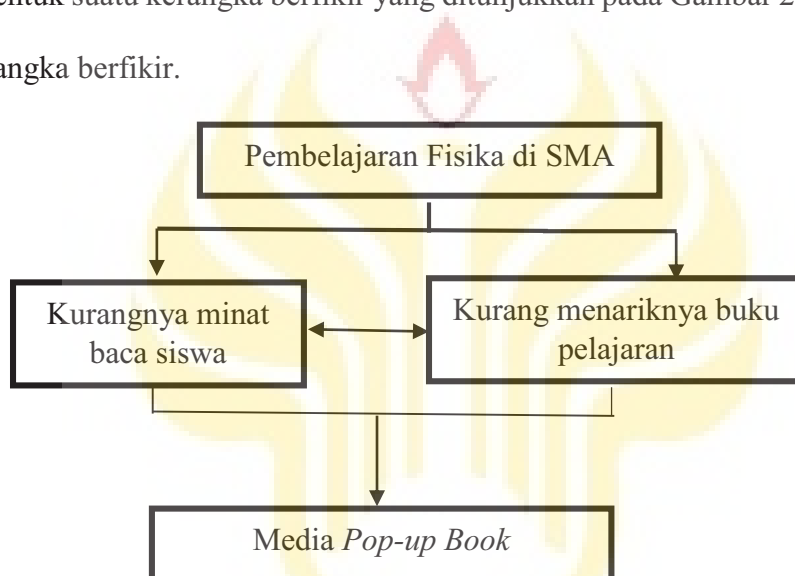 suatu kerangka berfikir yang ditunjukkan pada Gambar 2
berfikir.
Pembelajaran Fisika di SMA
Kurangnya minat
baca siswa
Kurang menariknya buku
pelajaran
Media Pop-up Book